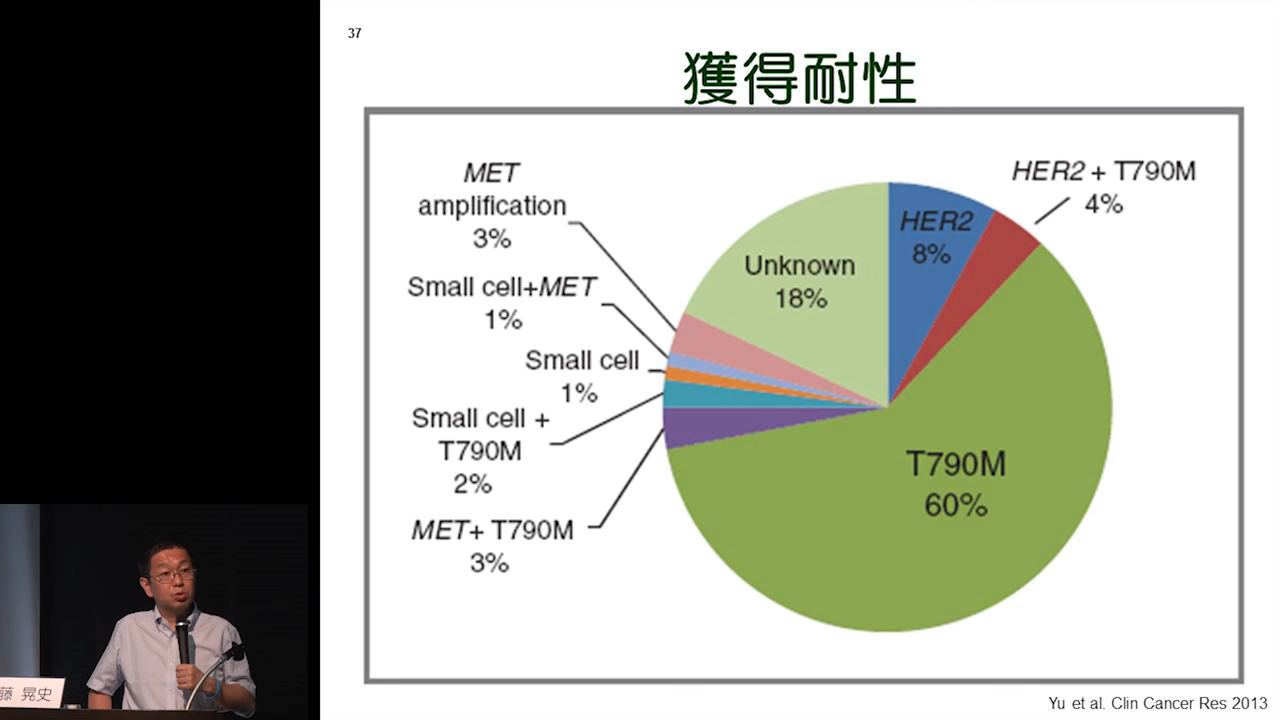 37
獲得耐性
MET
amplification
3%
Small cell+MET
1%
Small cell
1%
Small cell +
T790M
2%
MET+ T790M
3%
Unknown
18%
HER2
8%
HER2 + T790M
4%
T790M
60%
藤 晃史
Yu et al. Clin Cancer Res 2013